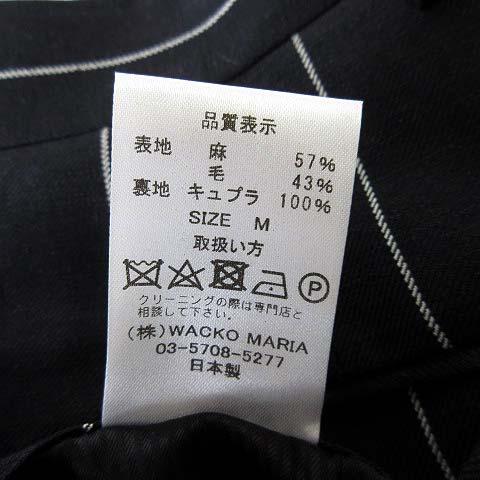 品質表示
表地 麻 57%
毛 43%
裏地 キュプラ 100%
SIZE M
取扱い方
P
クリーニングの際は専門店と
相談して下さい。
(株)WACKO MARIA
03-5708-5277
日本製